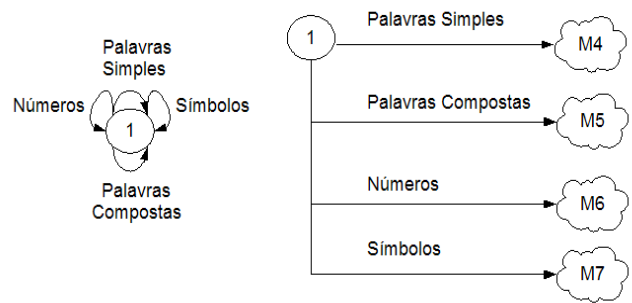 Palavras
Simples
Números
Símbolos
1
Palavras
Compostas
1
Palavras Simples
M4
Palavras Compostas
M5
Números
M6
Símbolos
M7